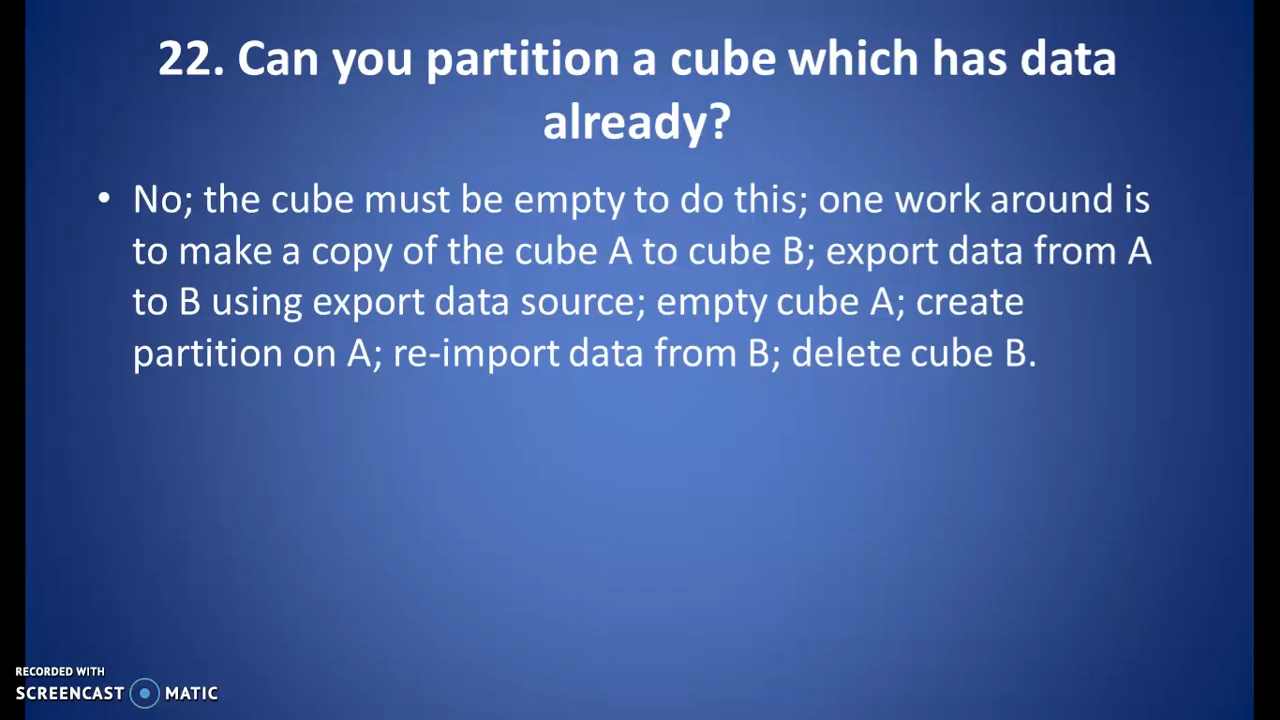 22. Can you partition a cube which has data
already?
• No; the cube must be empty to do this; one work around is
to make a copy of the cube A to cube B; export data from A
to B using export data source; empty cube A; create
partition on A; re-import data from B; delete cube B.
RECORDED WITH
SCREENCAST MATIC